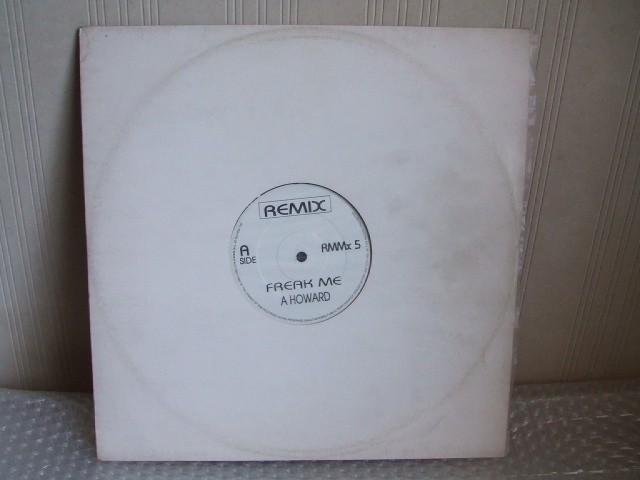 REMIX
A
SIDE
RMMx 5
FREAK ME
A HOWARD